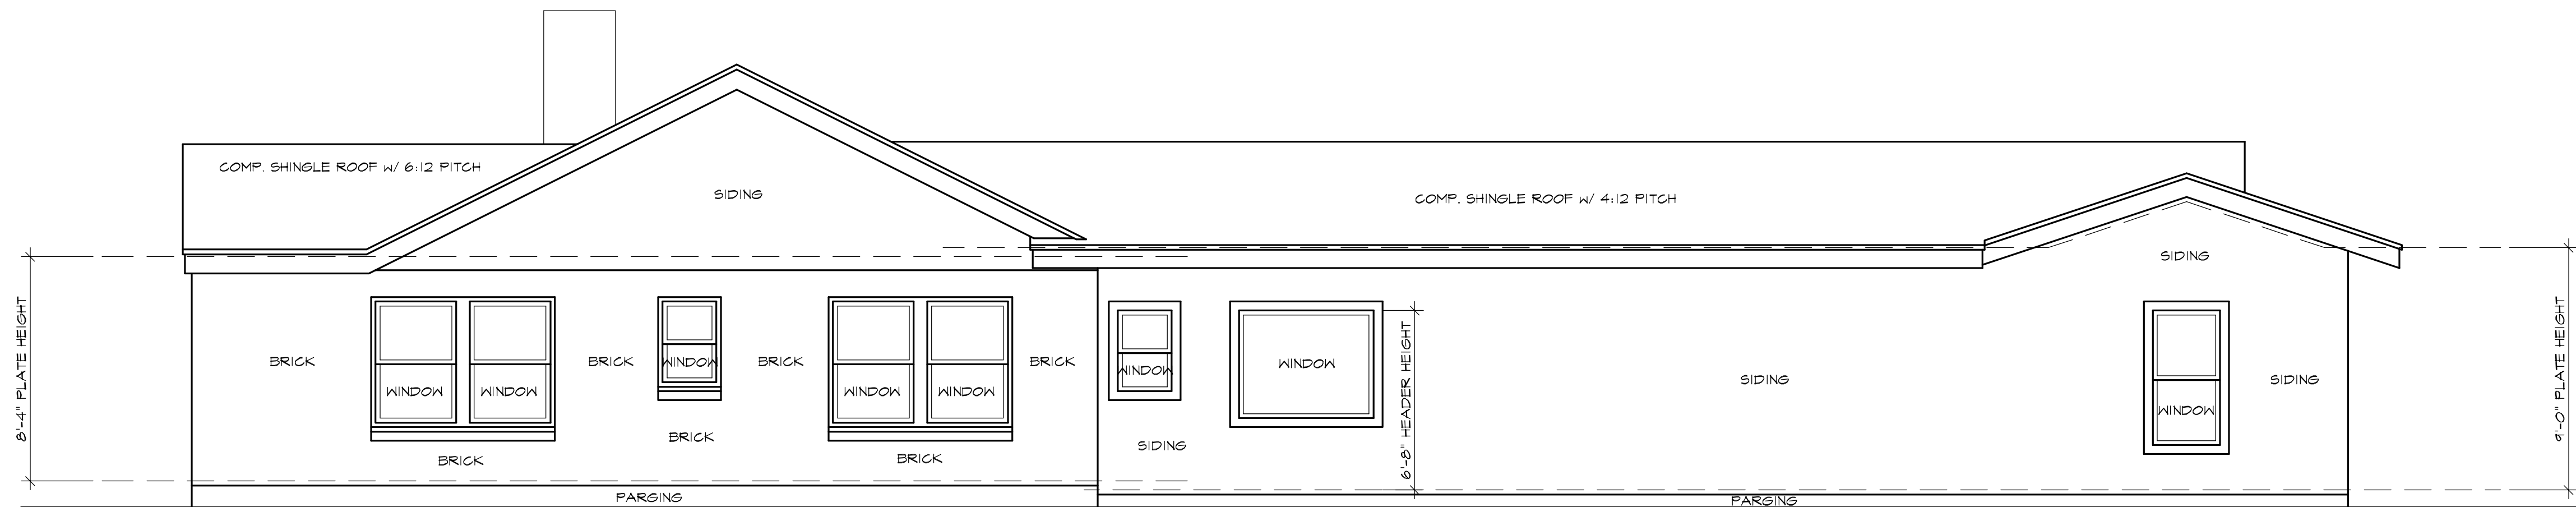 COMP. SHINGLE ROOF w/ 6:12 PITCH
SIDING
COMP. SHINGLE ROOF w/ 4:12 PITCH
SIDING
8'-4" PLATE HEIGHT
BRICK
WINDOW
WINDOW
BRICK
WINDOW
BRICK
WINDOW
WINDOW
BRICK
WINDOW
WINDOW
6'-8" HEADER HEIGHT
SIDING
WINDOW
SIDING
9'-0" PLATE HEIGHT
BRICK
BRICK
BRICK
SIDING
PARGING
PARGING